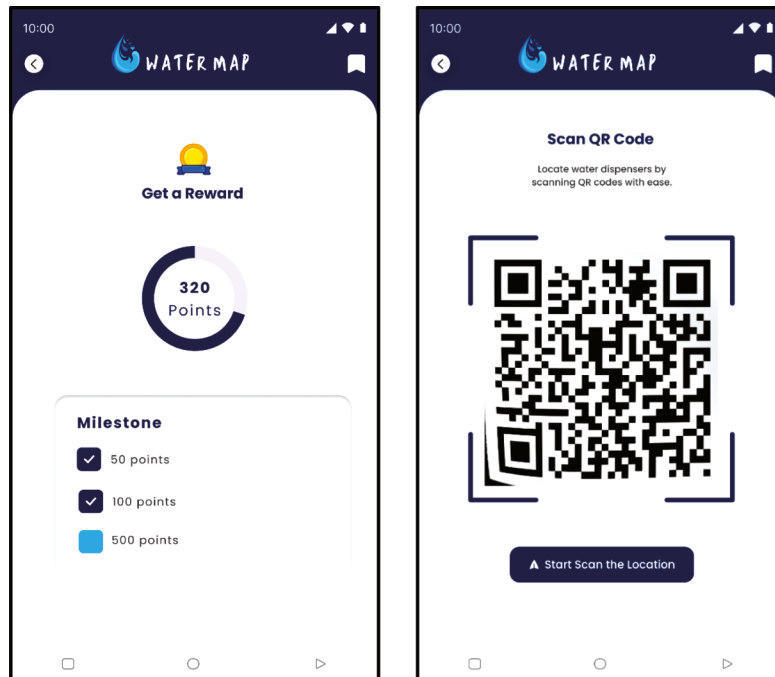 10:00
WATER MAP
Get a Reward
320
Points
Milestone
50 points
100 points
500 points
10:00
WATER MAP
Scan QR Code
Locate water dispensers by
scanning QR codes with ease.
Start Scan the Location